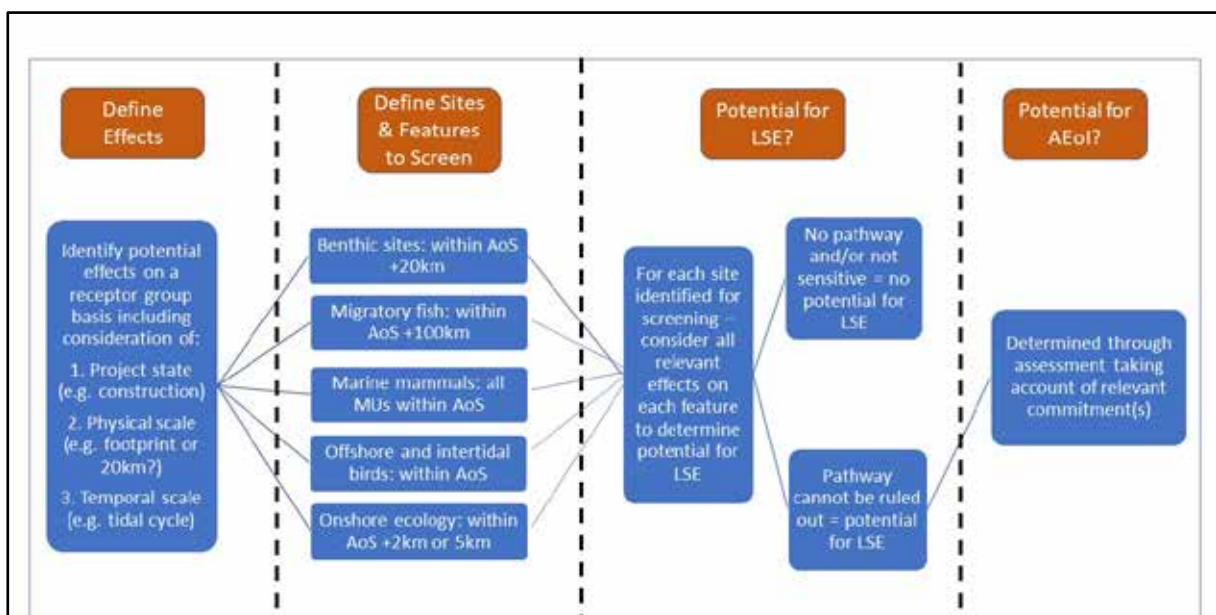 Define
Effects
Define Sites
& Features
to Screen
Potential for
LSE?
Potential for
AEoI?
Identify potential
effects on a
receptor group
basis including
consideration of:
1. Project state
(e.g. construction)
2. Physical scale
(e.g. footprint or
20km?)
3. Temporal scale
(e.g. tidal cycle)
Benthic sites: within AoS
+20km
Migratory fish: within
AoS +100km
Marine mammals: all
MUs within AoS
Offshore and intertidal
birds: within AoS
Onshore ecology: within
AoS +2km or 5km
For each site
identified for
screening –
consider all
relevant
effects on
each feature
to determine
potential for
LSE
No pathway
and/or not
sensitive = no
potential for
LSE
Pathway
cannot be ruled
out = potential
for LSE
Determined through
assessment taking
account of relevant
commitment(s)